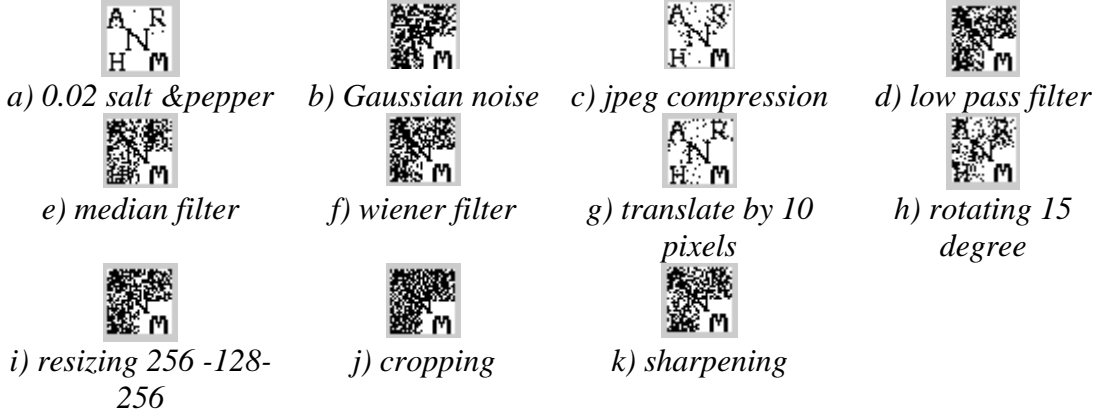 A R
N
H M
a) 0.02 salt &pepper
b) Gaussian noise
c) jpeg compression
d) low pass filter
A R
N
M
e) median filter
N
M
f) wiener filter
A R
N
H M
g) translate by 10
pixels
A R
N
H M
h) rotating 15
degree
M
i) resizing 256 -128-
256
M
j) cropping
M
k) sharpening